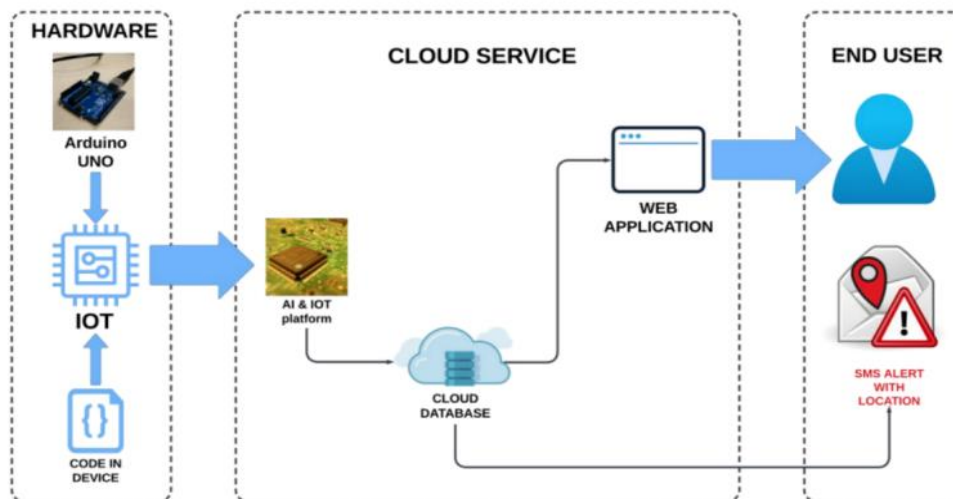 HARDWARE
Arduino
UNO
IOT
CODE IN
DEVICE
CLOUD SERVICE
AI & IOT
platform
CLOUD
DATABASE
WEB
APPLICATION
END USER
SMS ALERT
WITH
LOCATION